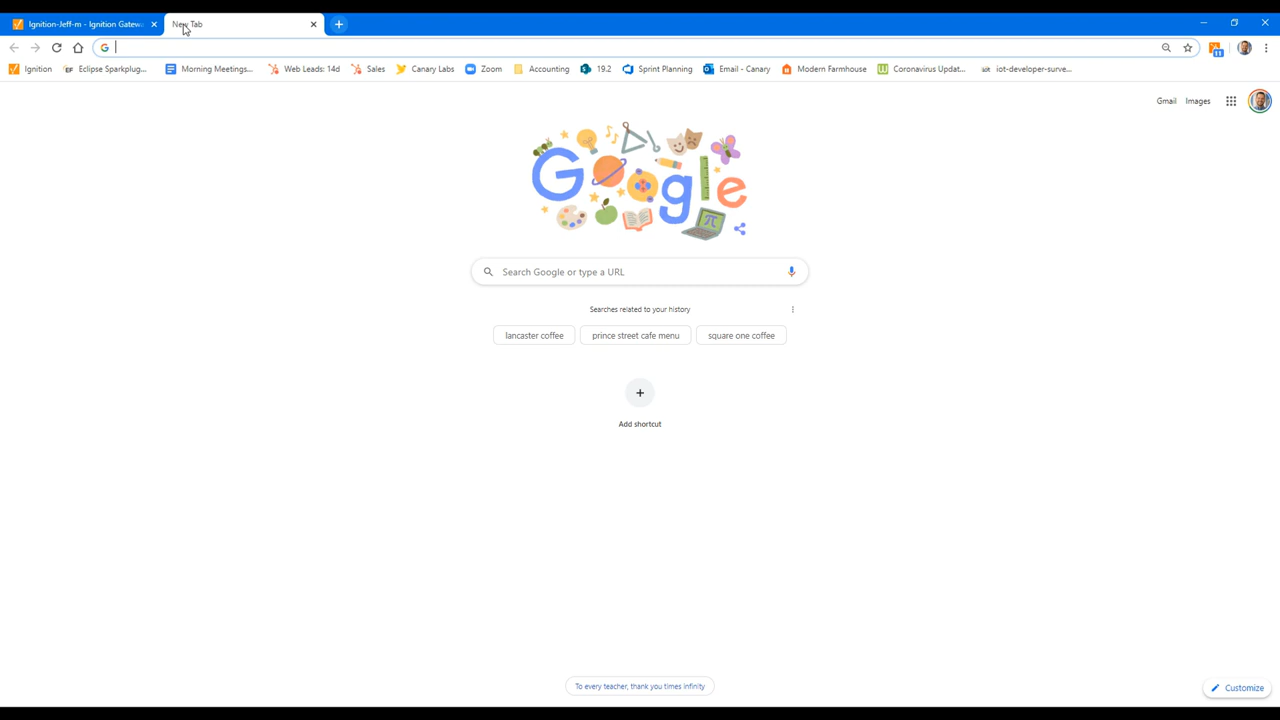 Ignition-Jeff-m - Ignition Gatewa
New Tab
Ignition
Eclipse Sparkplug...
Morning Meetings...
Web Leads: 14d
Sales
Canary Labs
Zoom
Accounting
19.2
Sprint Planning
Email - Canary
Modern Farmhouse
Coronavirus Updat...
iot-developer-surve...
11
Gmail
Images
Google
π
Search Google or type a URL
Searches related to your history
lancaster coffee
prince street cafe menu
square one coffee
Add shortcut
To every teacher, thank you times infinity
Customize